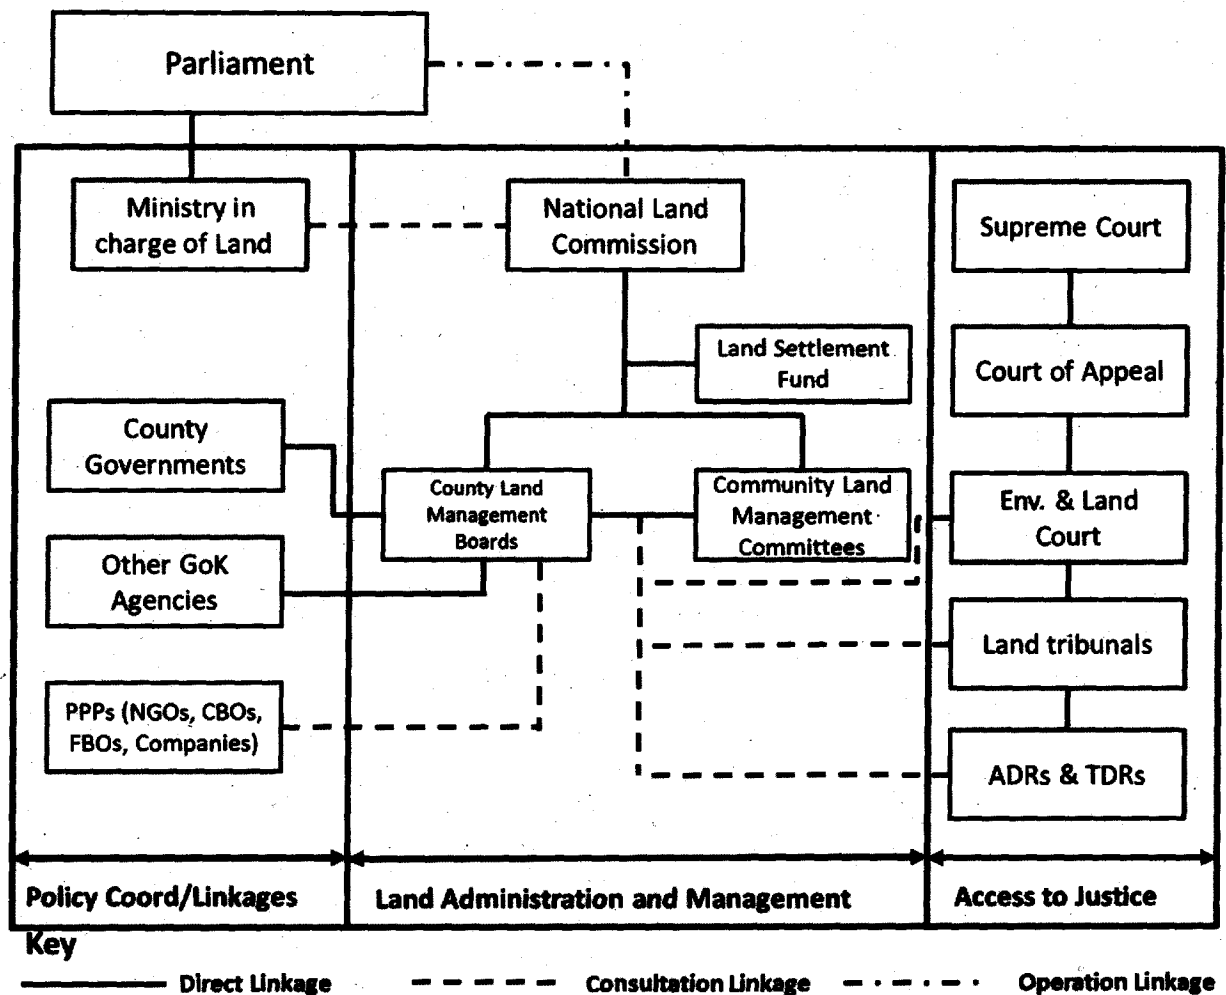 Parliament
Ministry in
charge of Land
National Land
Commission
Supreme Court
Land Settlement
Fund
Court of Appeal
County
Governments
County Land
Management
Boards
Community Land
Management
Committees
Env. & Land
Court
Other GoK
Agencies
Land tribunals
PPPs (NGOs, CBOs,
FBOs, Companies)
ADRs & TDRs
Policy Coord/Linkages
Land Administration and Management
Access to Justice
Key
Direct Linkage
Consultation Linkage
Operation Linkage